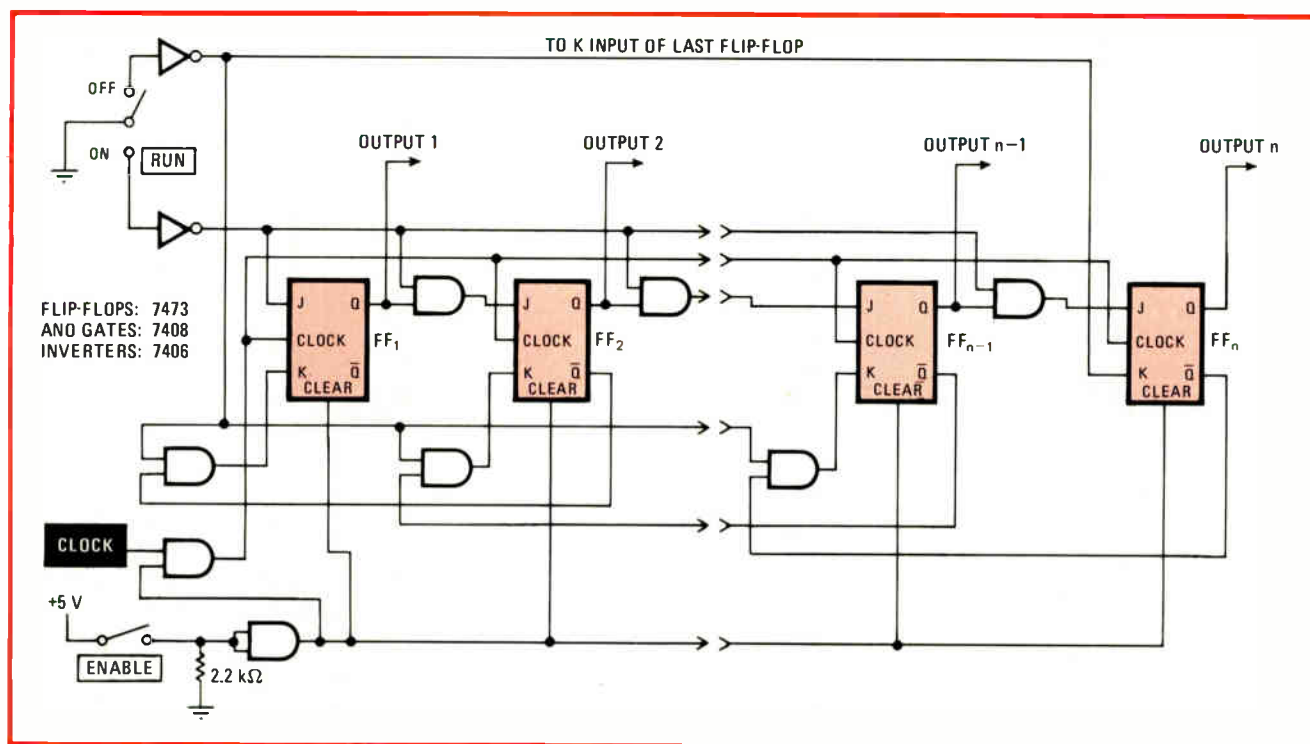 TO K INPUT OF LAST FLIP-FLOP
OFF
ON
RUN
OUTPUT 1
OUTPUT 2
OUTPUT n–1
OUTPUT n
FLIP-FLOPS: 7473
ANO GATES: 7408
INVERTERS: 7406
J
Q
CLOCK
K
CLEAR
FF1
J
Q
CLOCK
K
Q̅
CLEAR
FF2
J
Q
CLOCK
K
Q̅
CLEAR
FFn–1
J
Q
CLOCK
K
Q̅
CLEAR
FFn
CLOCK
+5 V
ENABLE
2.2 kΩ